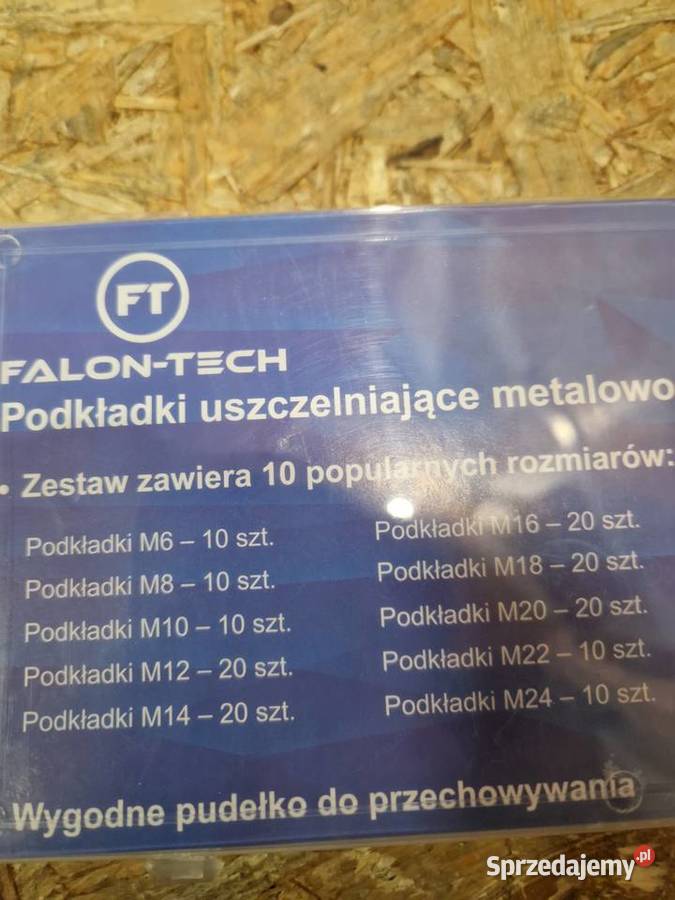 FT
FALON-TECH
Podkładki uszczelniające metalowo
• Zestaw zawiera 10 popularnych rozmiarów:
Podkładki M6 – 10 szt.
Podkładki M8 – 10 szt.
Podkładki M10 – 10 szt.
Podkładki M12 – 20 szt.
Podkładki M14 – 20 szt.
Podkładki M16 – 20 szt.
Podkładki M18 – 20 szt.
Podkładki M20 – 20 szt.
Podkładki M22 – 10 szt.
Podkładki M24 – 10 szt.
Wygodne pudełko do przechowywania
Sprzedajemy.pl